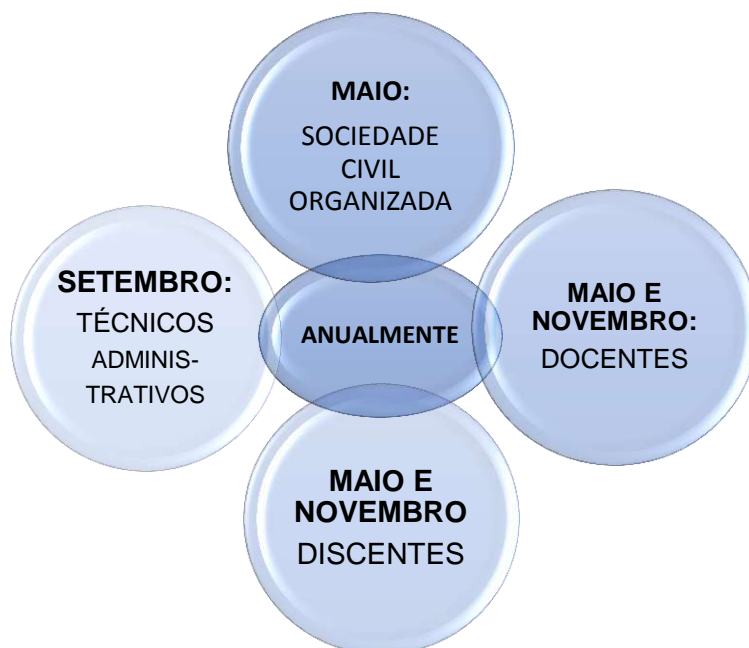 MAIO:
SOCIEDADE
CIVIL
ORGANIZADA
SETEMBRO:
TÉCNICOS
ADMINIS-
TRATIVOS
ANUALMENTE
MAIO E
NOVEMBRO:
DOCENTES
MAIO E
NOVEMBRO
DISCENTES